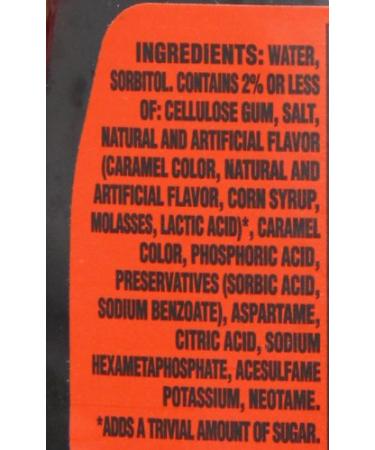 INGREDIENTS: WATER,
SORBITOL. CONTAINS 2% OR LESS
OF: CELLULOSE GUM, SALT,
NATURAL AND ARTIFICIAL FLAVOR
(CARAMEL COLOR, NATURAL AND
ARTIFICIAL FLAVOR, CORN SYRUP,
MOLASSES, LACTIC ACID)*, CARAMEL
COLOR, PHOSPHORIC ACID,
PRESERVATIVES (SORBIC ACID,
SODIUM BENZOATE), ASPARTAME,
CITRIC ACID, SODIUM
HEXAMETAPHOSPHATE, ACESULFAME
POTASSIUM, NEOTAME.
*ADDS A TRIVIAL AMOUNT OF SUGAR.